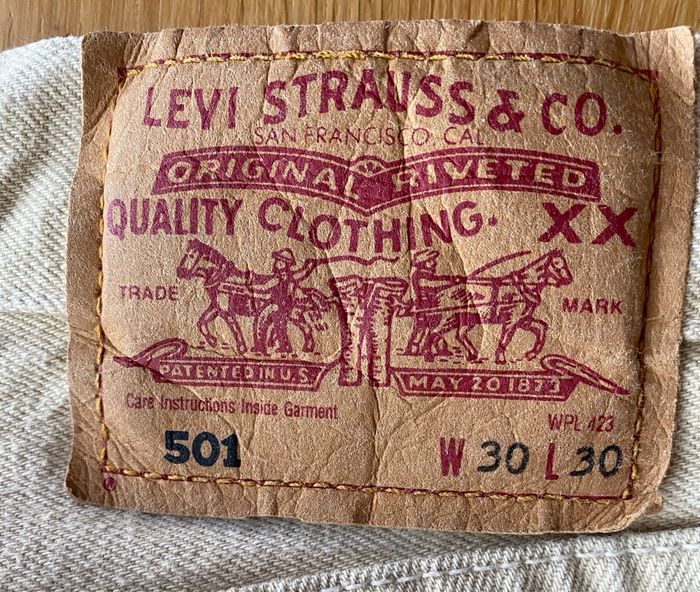 LEVI STRAUSS & CO.
SAN FRANCISCO CAL
ORIGINAL RIVETED
QUALITY CLOTHING. XX
TRADE MARK
PATENTED IN U.S. MAY 20 1873
Care Instructions Inside Garment
WPL 423
501 W 30 L 30
®